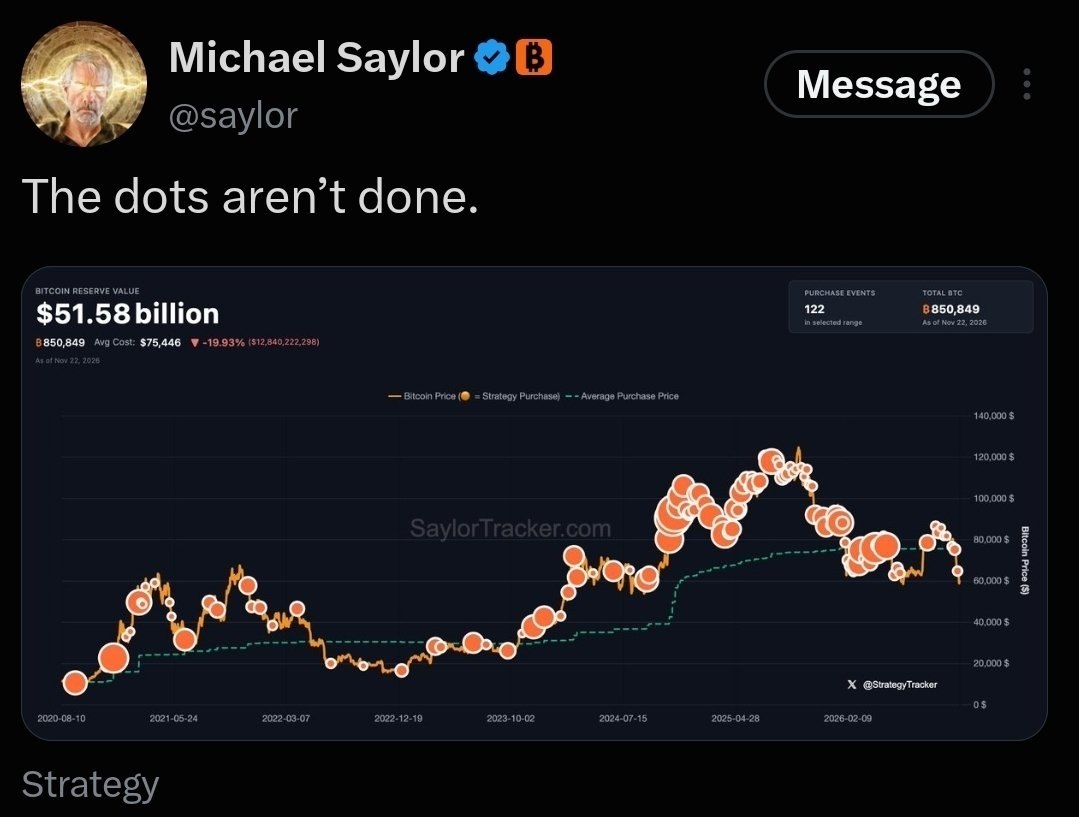 Michael Saylor
@saylor
Message
The dots aren’t done.
BITCOIN RESERVE VALUE
$51.58 billion
₿850,849 Avg Cost: $75,446 ▼ -19.93% ($12,840,222,298)
As of Nov 22, 2026
PURCHASE EVENTS
122
in selected range
TOTAL BTC
₿850,849
As of Nov 22, 2026
Bitcoin Price ( = Strategy Purchase) Average Purchase Price
SaylorTracker.com
140,000 $
120,000 $
100,000 $
80,000 $
60,000 $
40,000 $
20,000 $
0 $
Bitcoin Price ($)
X @StrategyTracker
2020-08-10 2021-05-24 2022-03-07 2022-12-19 2023-10-02 2024-07-15 2025-04-28 2026-02-09
Strategy